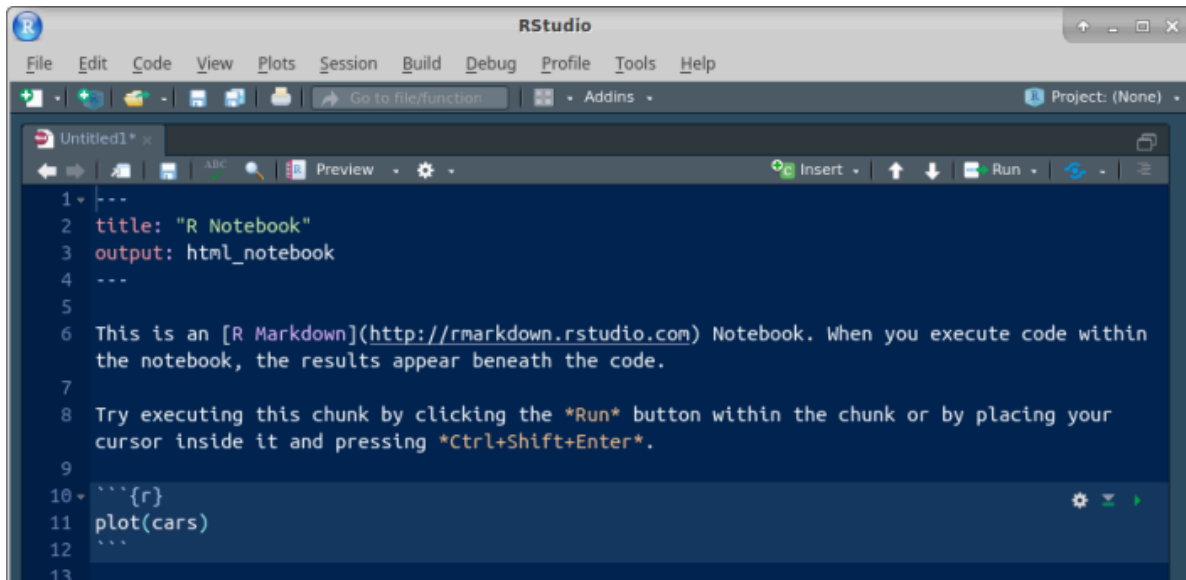 R
RStudio
File Edit Code View Plots Session Build Debug Profile Tools Help
Go to file/function Addins Project: (None)
Untitled1*
ABC Preview Insert Run
1 ---
2 title: "R Notebook"
3 output: html_notebook
4 ---
5
6 This is an [R Markdown](http://rmarkdown.rstudio.com) Notebook. When you execute code within
the notebook, the results appear beneath the code.
7
8 Try executing this chunk by clicking the *Run* button within the chunk or by placing your
cursor inside it and pressing *Ctrl+Shift+Enter*.
9
10 ```{r}
11 plot(cars)
12 ```
13